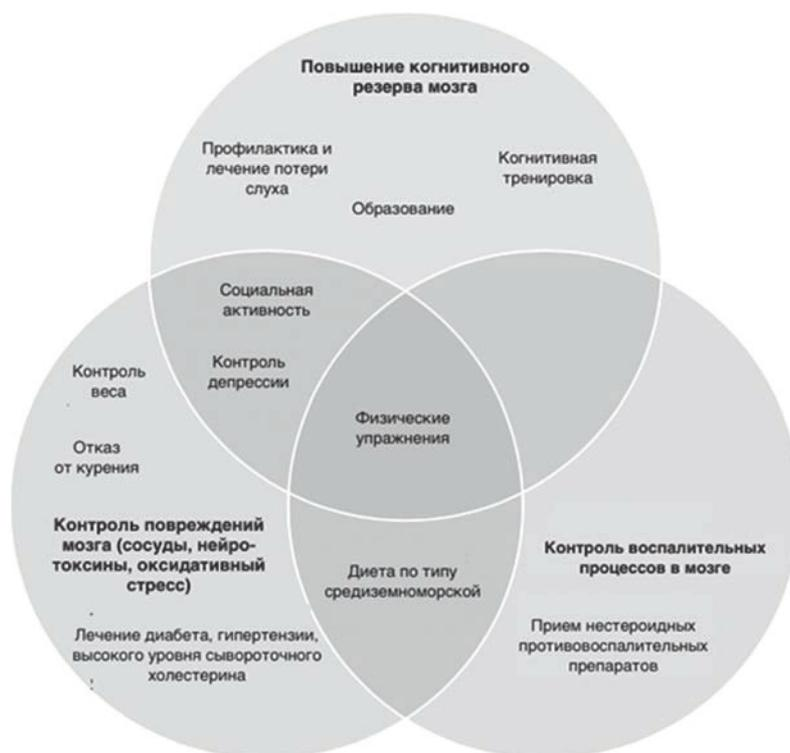 Повышение когнитивного
резерва мозга
Профилактика и
лечение потери
слуха
Когнитивная
тренировка
Образование
Социальная
активность
Контроль
депрессии
Контроль
веса
Отказ
от курения
Физические
упражнения
Контроль повреждений
мозга (сосуды, нейро-
токсины, оксидативный
стресс)
Контроль воспалительных
процессов в мозге
Диета по типу
средиземноморской
Лечение диабета, гипертензии,
высокого уровня сывороточного
холестерина
Прием нестероидных
противовоспалительных
препаратов